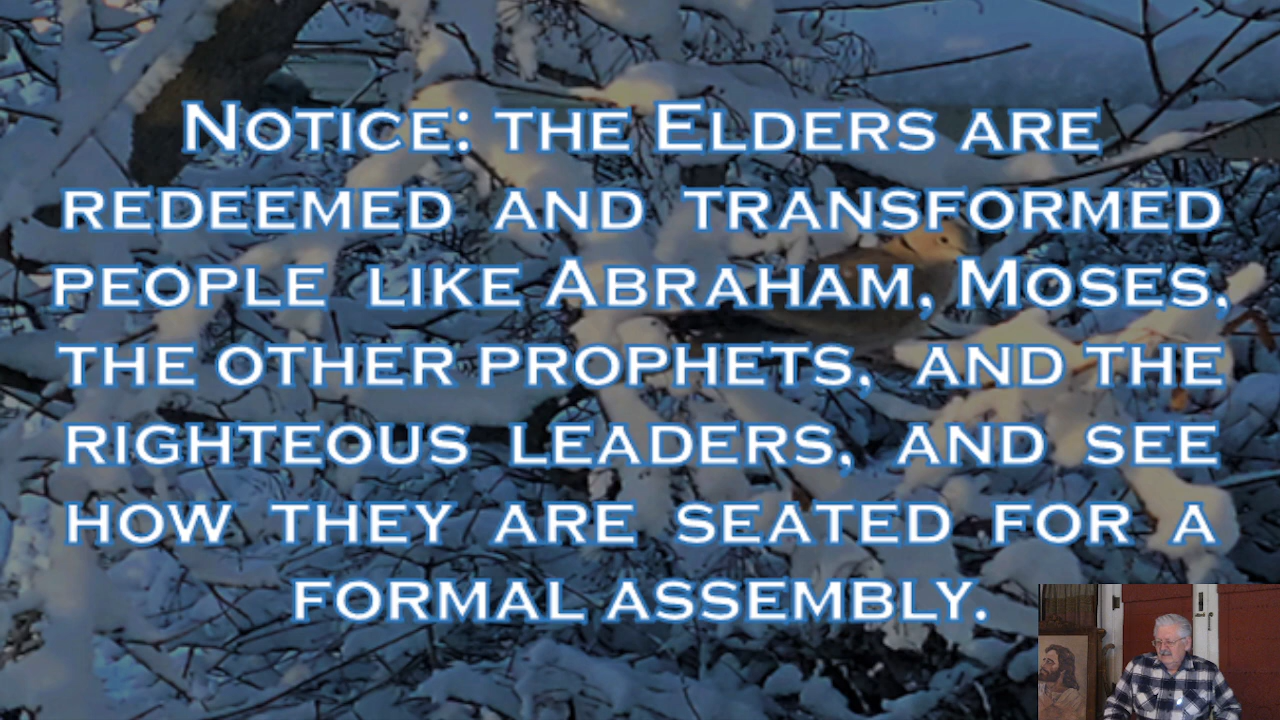 Notice: the Elders are
redeemed and transformed
people like Abraham, Moses,
the other prophets, and the
righteous leaders, and see
how they are seated for a
formal assembly.